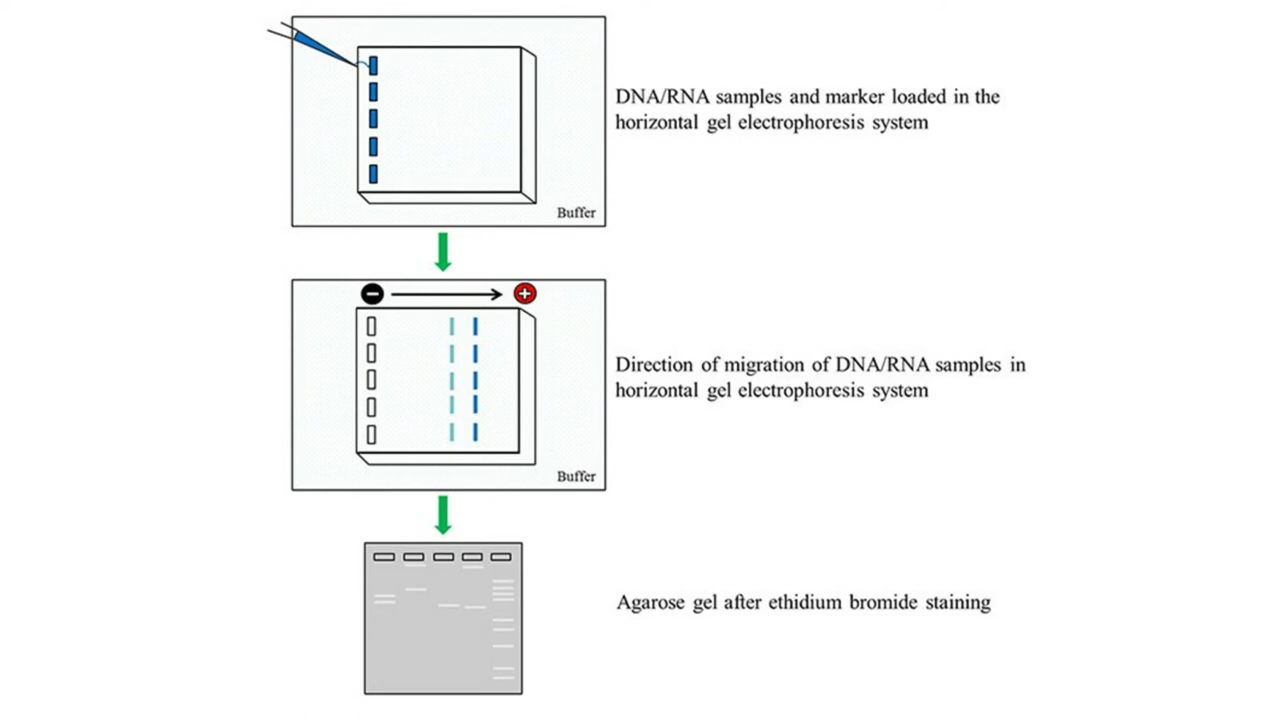 DNA/RNA samples and marker loaded in the
horizontal gel electrophoresis system
Buffer
Direction of migration of DNA/RNA samples in
horizontal gel electrophoresis system
Buffer
Agarose gel after ethidium bromide staining